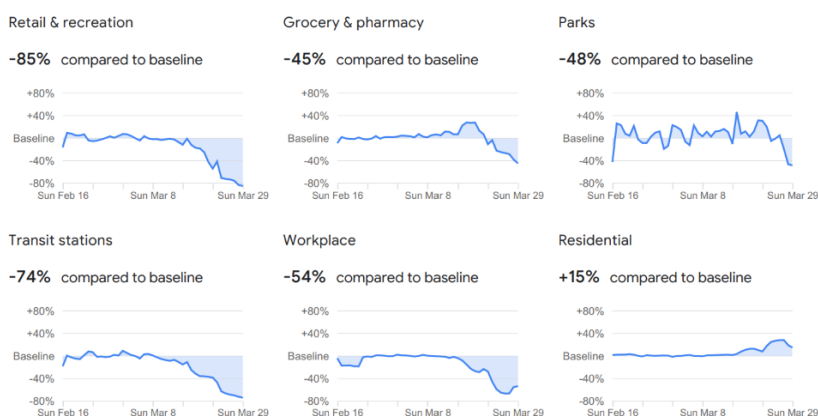 Retail & recreation
-85% compared to baseline
+80%
+40%
Baseline
-40%
-80%
Sun Feb 16 Sun Mar 8 Sun Mar 29
Grocery & pharmacy
-45% compared to baseline
+80%
+40%
Baseline
-40%
-80%
Sun Feb 16 Sun Mar 8 Sun Mar 29
Parks
-48% compared to baseline
+80%
+40%
Baseline
-40%
-80%
Sun Feb 16 Sun Mar 8 Sun Mar 29
Transit stations
-74% compared to baseline
+80%
+40%
Baseline
-40%
-80%
Sun Feb 16 Sun Mar 8 Sun Mar 29
Workplace
-54% compared to baseline
+80%
+40%
Baseline
-40%
-80%
Sun Feb 16 Sun Mar 8 Sun Mar 29
Residential
+15% compared to baseline
+80%
+40%
Baseline
-40%
-80%
Sun Feb 16 Sun Mar 8 Sun Mar 29